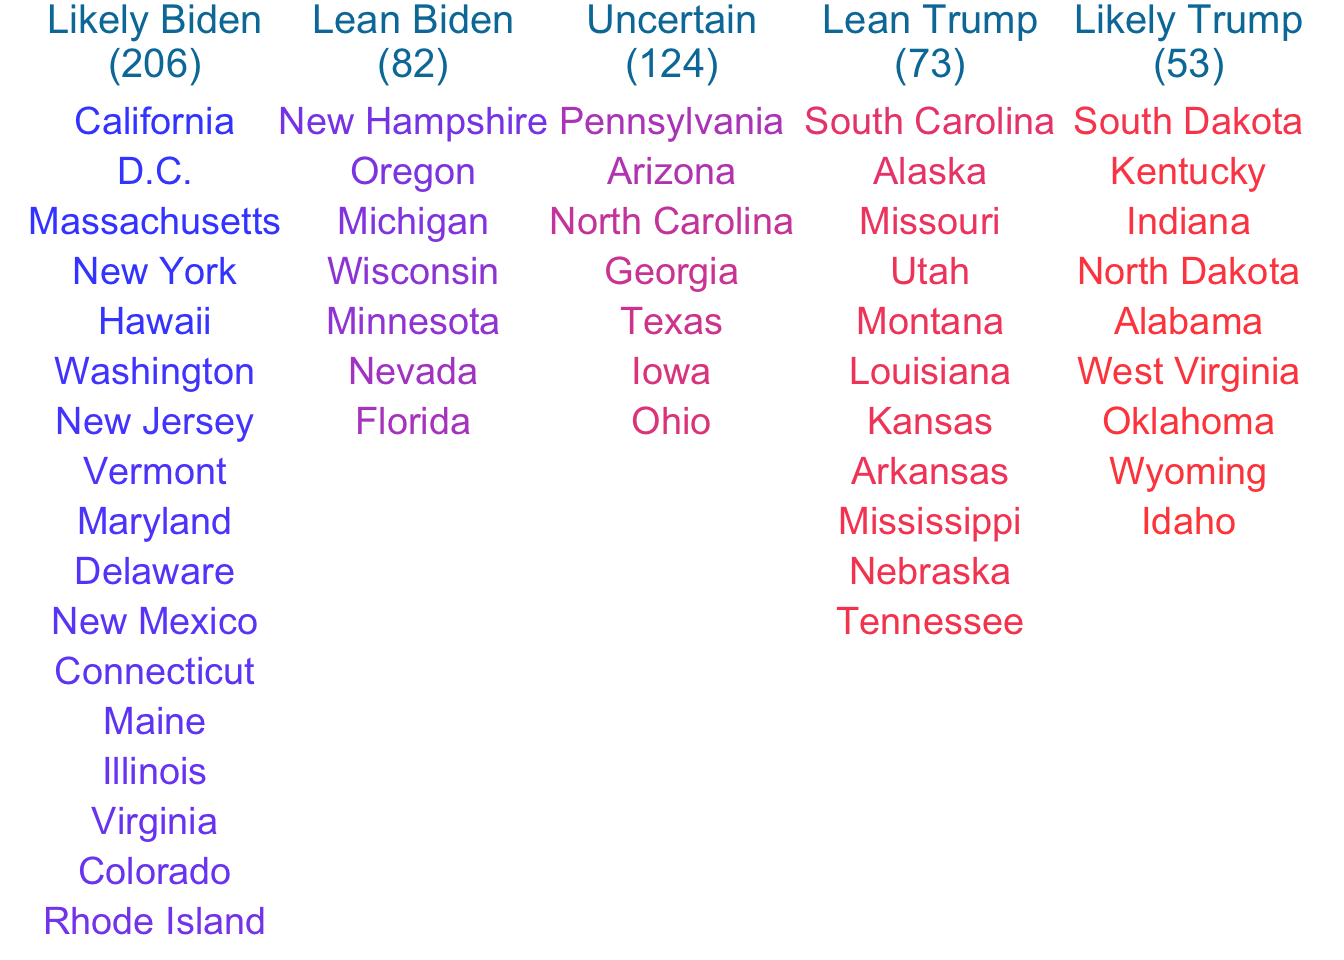 Likely Biden
(206)
California
D.C.
Massachusetts
New York
Hawaii
Washington
New Jersey
Vermont
Maryland
Delaware
New Mexico
Connecticut
Maine
Illinois
Virginia
Colorado
Rhode Island
Lean Biden
(82)
New Hampshire
Oregon
Michigan
Wisconsin
Minnesota
Nevada
Florida
Uncertain
(124)
Pennsylvania
Arizona
North Carolina
Georgia
Texas
Iowa
Ohio
Lean Trump
(73)
South Carolina
Alaska
Missouri
Utah
Montana
Louisiana
Kansas
Arkansas
Mississippi
Nebraska
Tennessee
Likely Trump
(53)
South Dakota
Kentucky
Indiana
North Dakota
Alabama
West Virginia
Oklahoma
Wyoming
Idaho